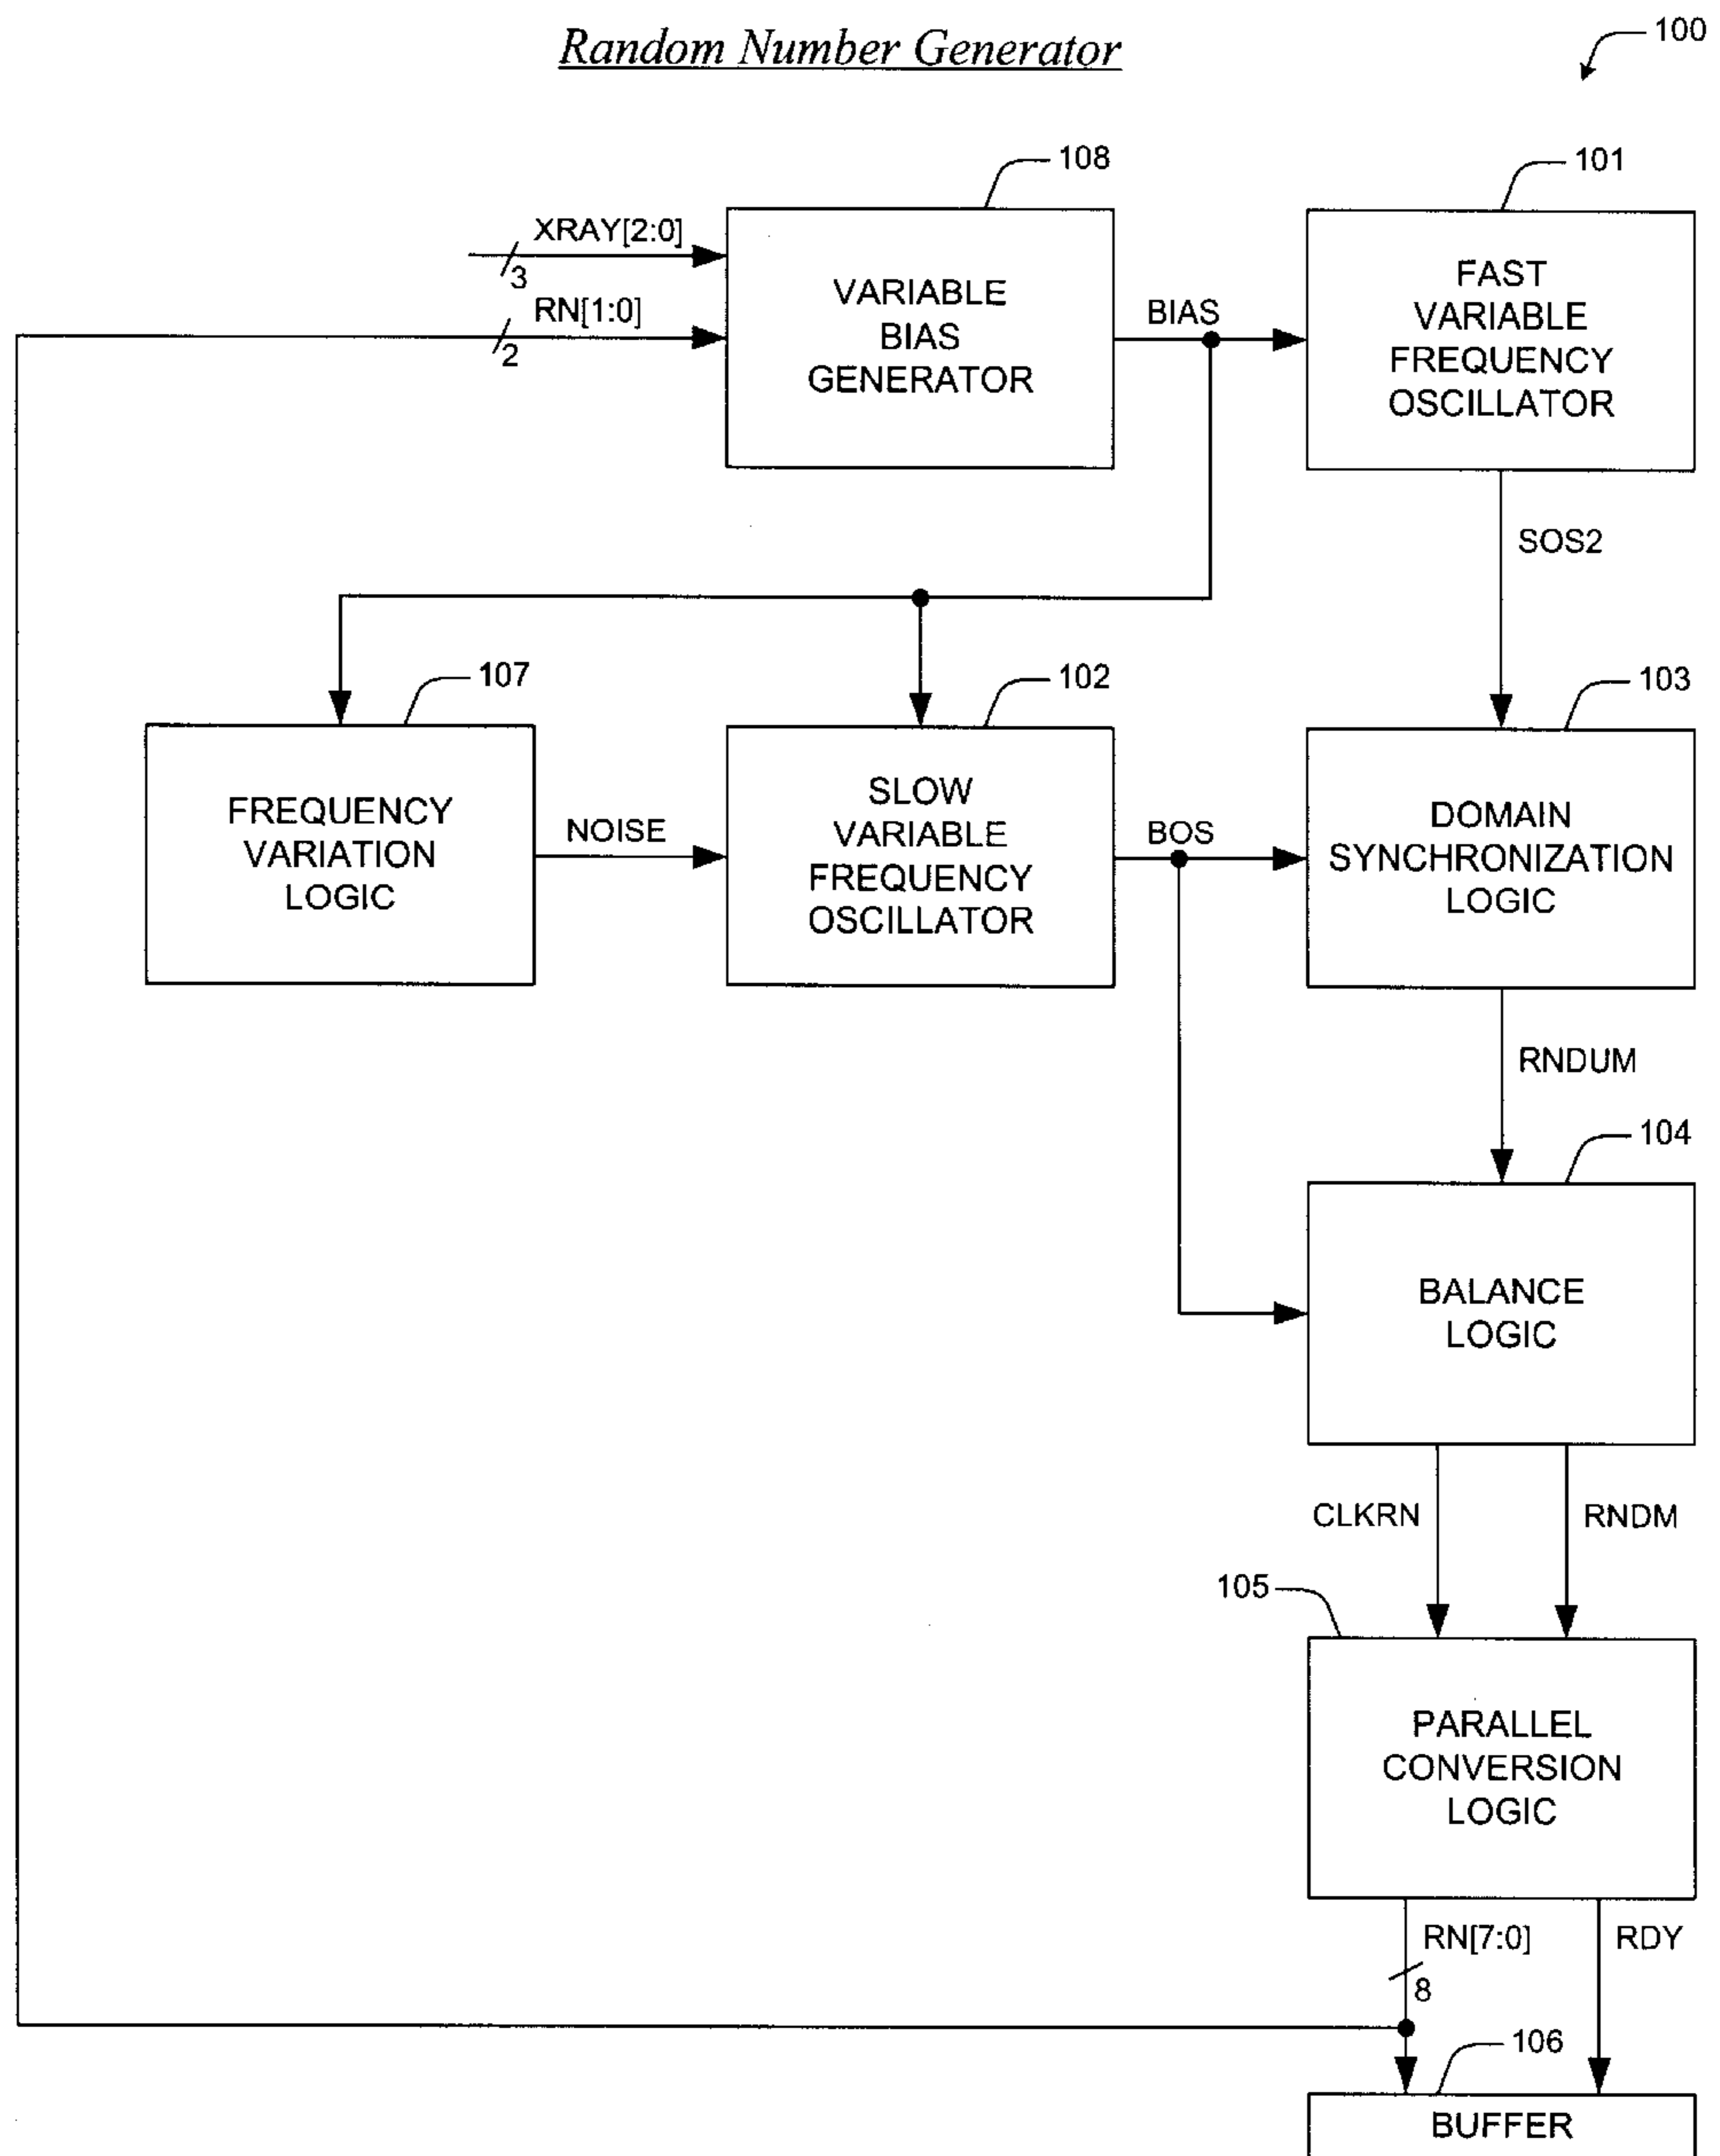 Random Number Generator
100
108
101
XRAY[2:0]
3
RN[1:0]
2
VARIABLE
BIAS
GENERATOR
BIAS
FAST
VARIABLE
FREQUENCY
OSCILLATOR
SOS2
107
102
103
FREQUENCY
VARIATION
LOGIC
NOISE
SLOW
VARIABLE
FREQUENCY
OSCILLATOR
BOS
DOMAIN
SYNCHRONIZATION
LOGIC
RNDUM
104
BALANCE
LOGIC
CLKRN
RNDM
105
PARALLEL
CONVERSION
LOGIC
RN[7:0]
8
RDY
106
BUFFER